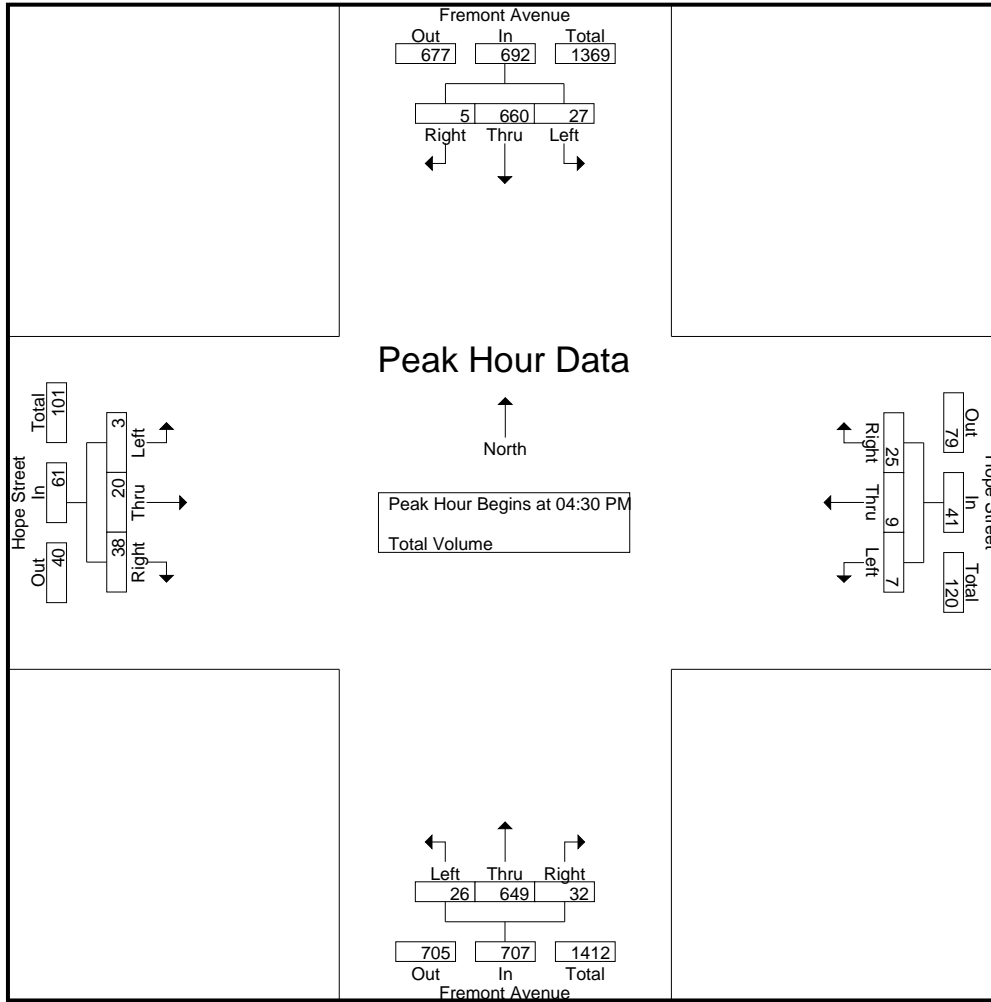 Fremont Avenue
Out In Total
677 692 1369
5 660 27
Right Thru Left
Peak Hour Data
North
Peak Hour Begins at 04:30 PM
Total Volume
Hope Street
Total In Out
101 61 40
3 20 38
Left Thru Right
Right Thru Left
25 9 7
Out In Total
79 41 120
Hope Street
Left Thru Right
26 649 32
705 707 1412
Out In Total
Fremont Avenue